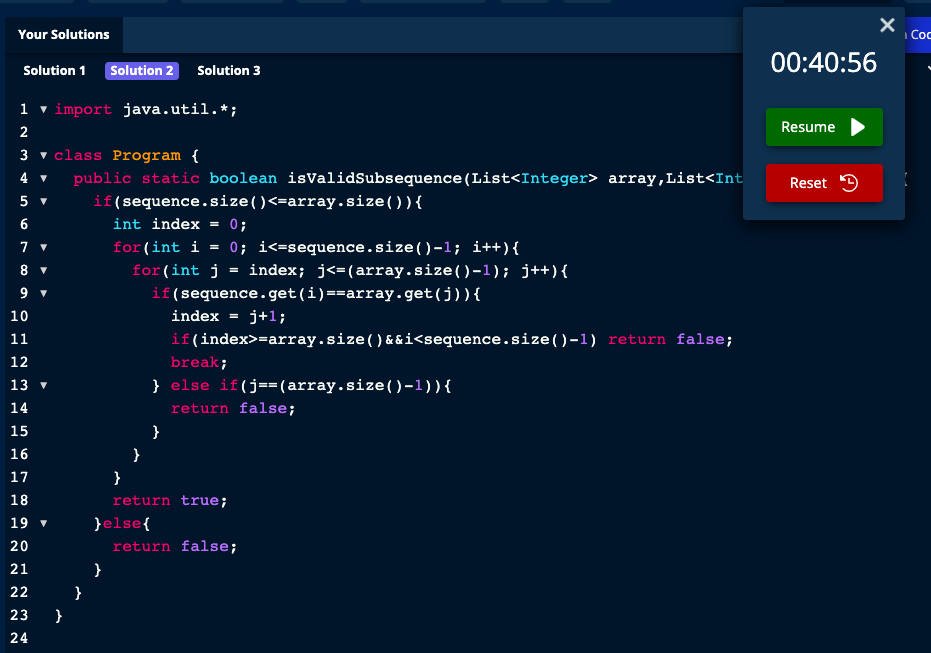 Your Solutions
Solution 1 Solution 2 Solution 3
00:40:56
Resume
Reset
1 import java.util.*;
2
3 class Program {
4 public static boolean isValidSubsequence(List<Integer> array,List<Int
5 if(sequence.size()<=array.size()){
6 int index = 0;
7 for(int i = 0; i<=sequence.size()-1; i++){
8 for(int j = index; j<=(array.size()-1); j++){
9 if(sequence.get(i)==array.get(j)){
10 index = j+1;
11 if(index>=array.size()&&i<sequence.size()-1) return false;
12 break;
13 } else if(j==(array.size()-1)){
14 return false;
15 }
16 }
17 }
18 return true;
19 }else{
20 return false;
21 }
22 }
23 }
24